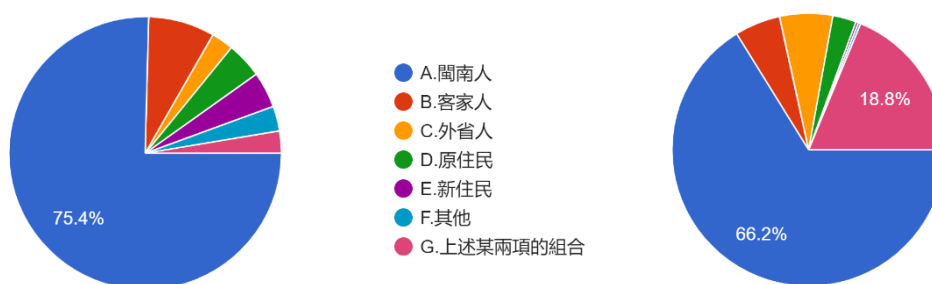 75.4%
A.閩南人
B.客家人
C.外省人
D.原住民
E.新住民
F.其他
G.上述某兩項的組合
18.8%
66.2%